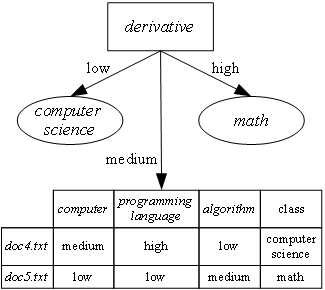 derivative
low
high
computer
science
math
medium
computer
programming
language
algorithm
class
doc4.txt
medium
high
low
computer
science
doc5.txt
low
low
medium
math